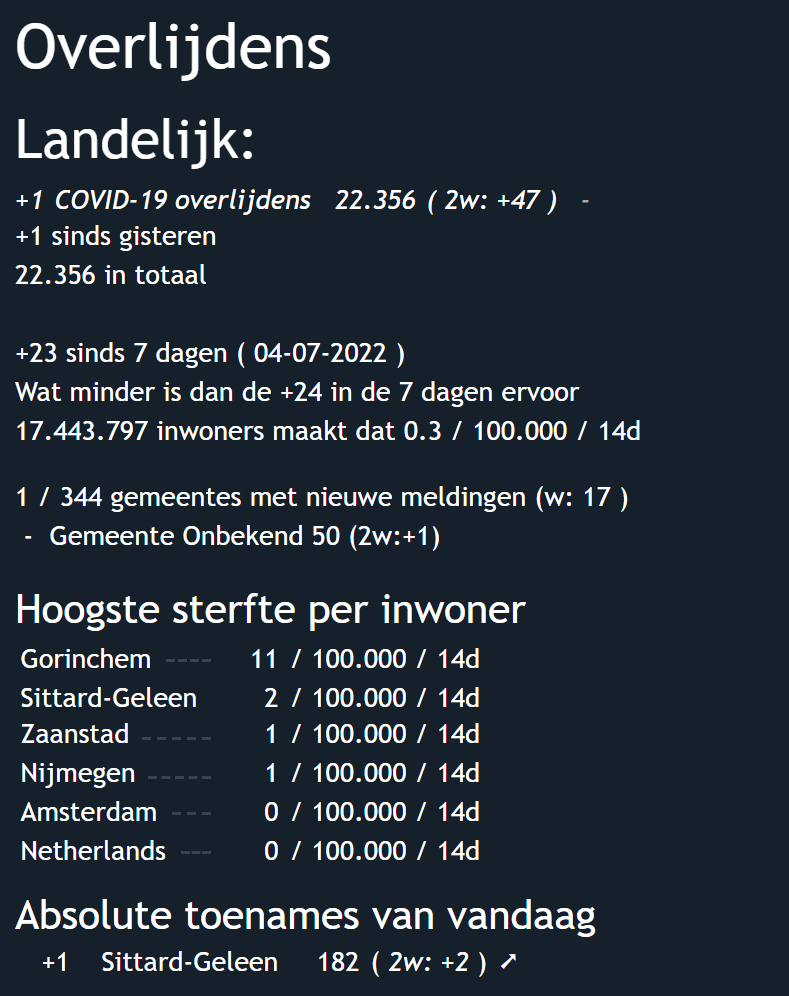 Overlijdens
Landelijk:
+1 COVID-19 overlijdens 22.356 ( 2w: +47 ) -
+1 sinds gisteren
22.356 in totaal
+23 sinds 7 dagen ( 04-07-2022 )
Wat minder is dan de +24 in de 7 dagen ervoor
17.443.797 inwoners maakt dat 0.3 / 100.000 / 14d
1 / 344 gemeentes met nieuwe meldingen (w: 17 )
- Gemeente Onbekend 50 (2w:+1)
Hoogste sterfte per inwoner
Gorinchem ---- 11 / 100.000 / 14d
Sittard-Geleen 2 / 100.000 / 14d
Zaanstad ----- 1 / 100.000 / 14d
Nijmegen ----- 1 / 100.000 / 14d
Amsterdam --- 0 / 100.000 / 14d
Netherlands --- 0 / 100.000 / 14d
Absolute toenames van vandaag
+1 Sittard-Geleen 182 ( 2w: +2 ) ➚